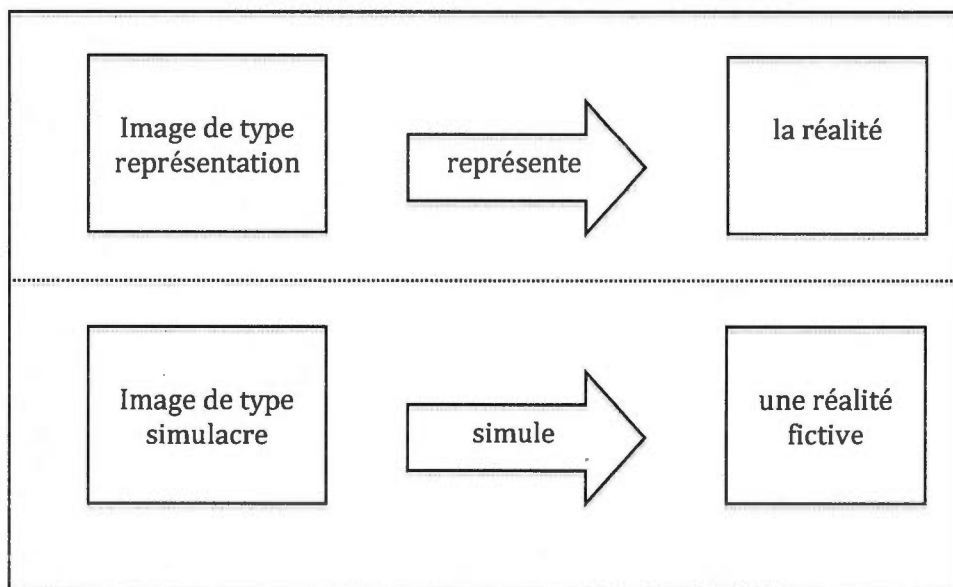 Image de type
représentation
représente
la réalité
Image de type
simulacre
simule
une réalité
fictive